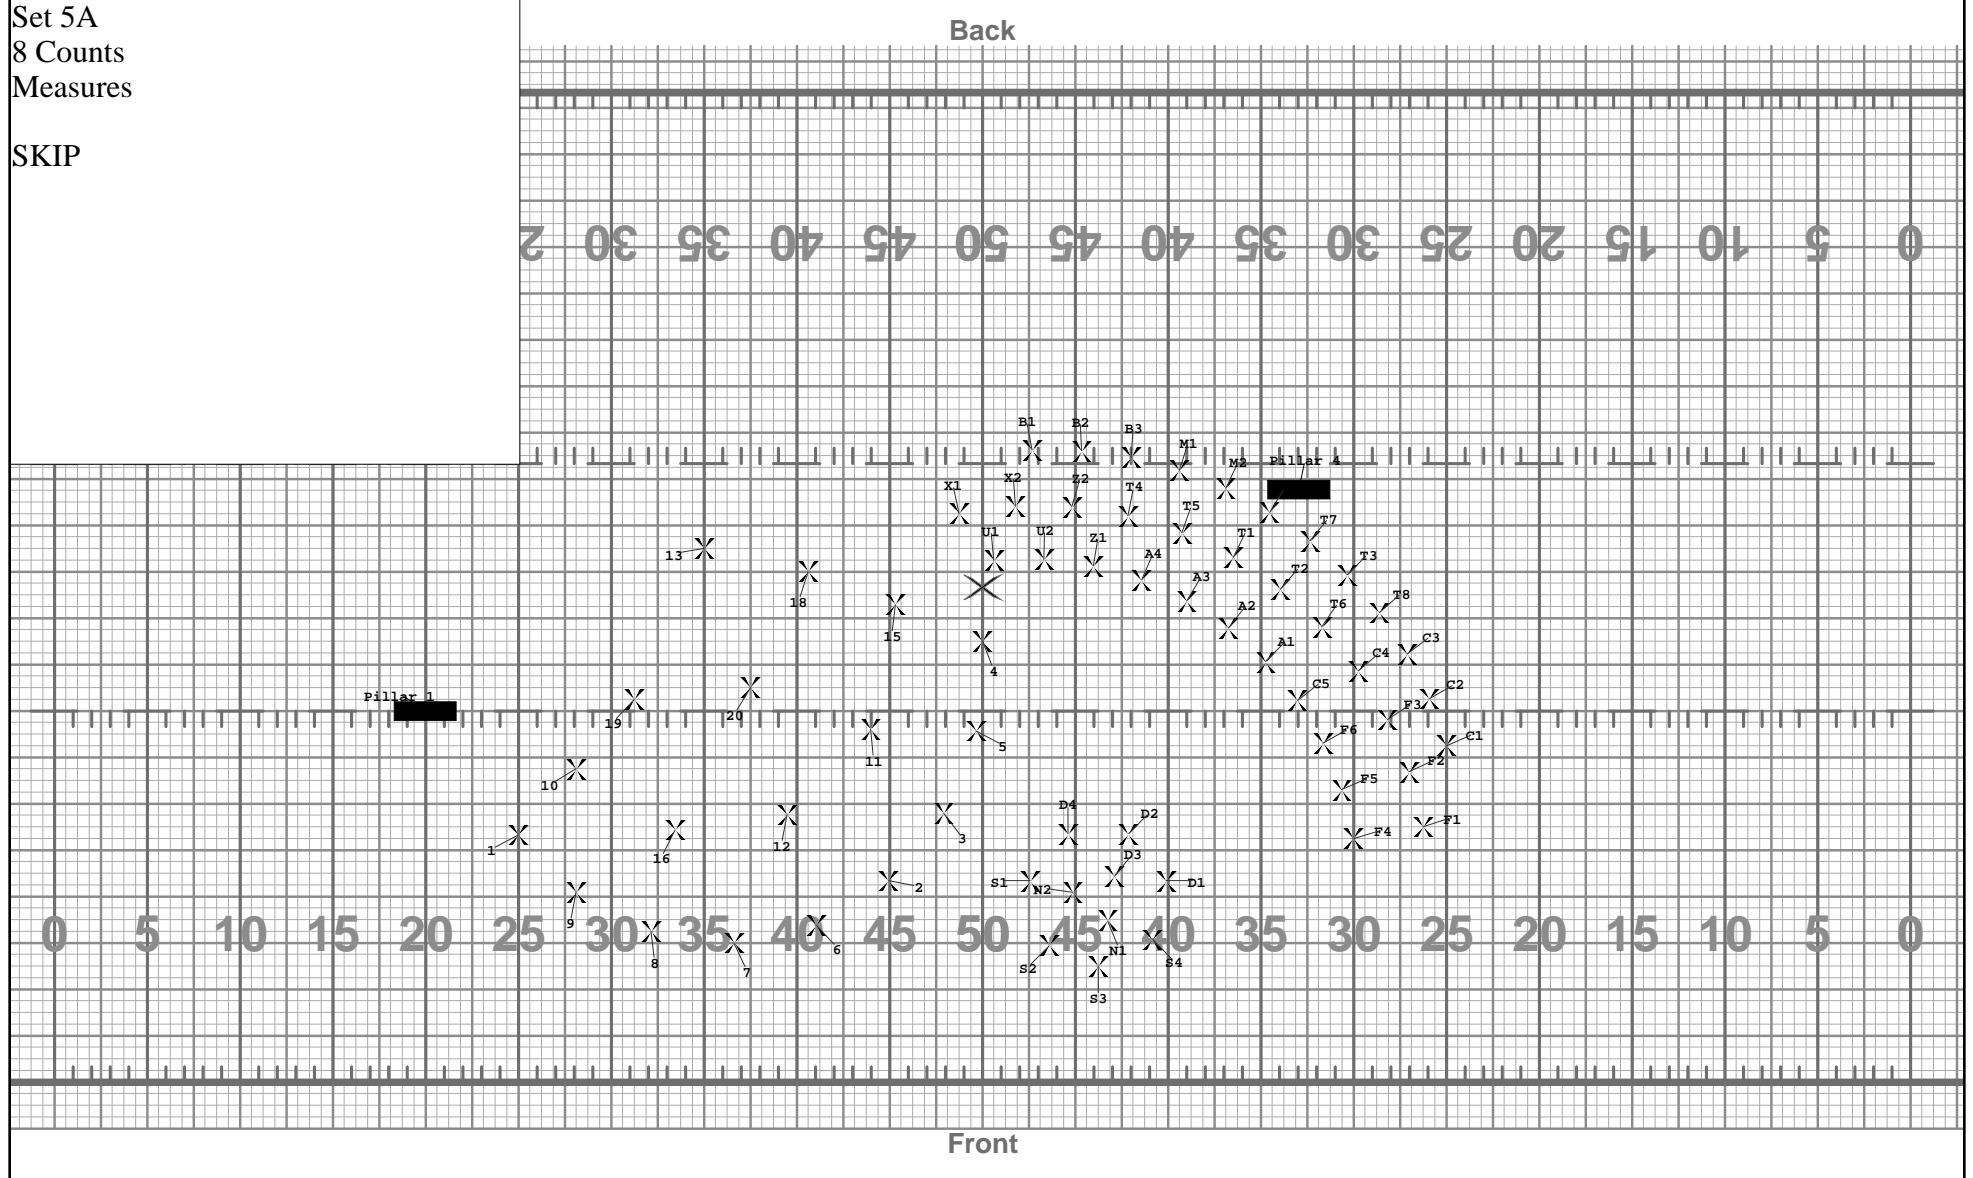 Set 5A
8 Counts
Measures
SKIP
Back
2 30 35 40 45 50 45 40 35 30 25 20 15 10 5 0
B1 B2 B3 M1 M2 Pillar 4
X1 X2 Z2 T4 T5 T7
U1 U2 Z1 A4 T1 T3
13 18 A3 T2 T8
15 A2 T6 C3
4 A1 C4
Pillar 1 19 20 C5 C2
11 5 F6 F3 C1
10 F5 F2
1 16 12 3 D4 D2 F4 F1
2 S1 N2 D3 D1
9 8 7 6 S2 N1 S4
0 5 10 15 20 25 30 35 40 45 50 45 40 35 30 25 20 15 10 5 0
S3
Front